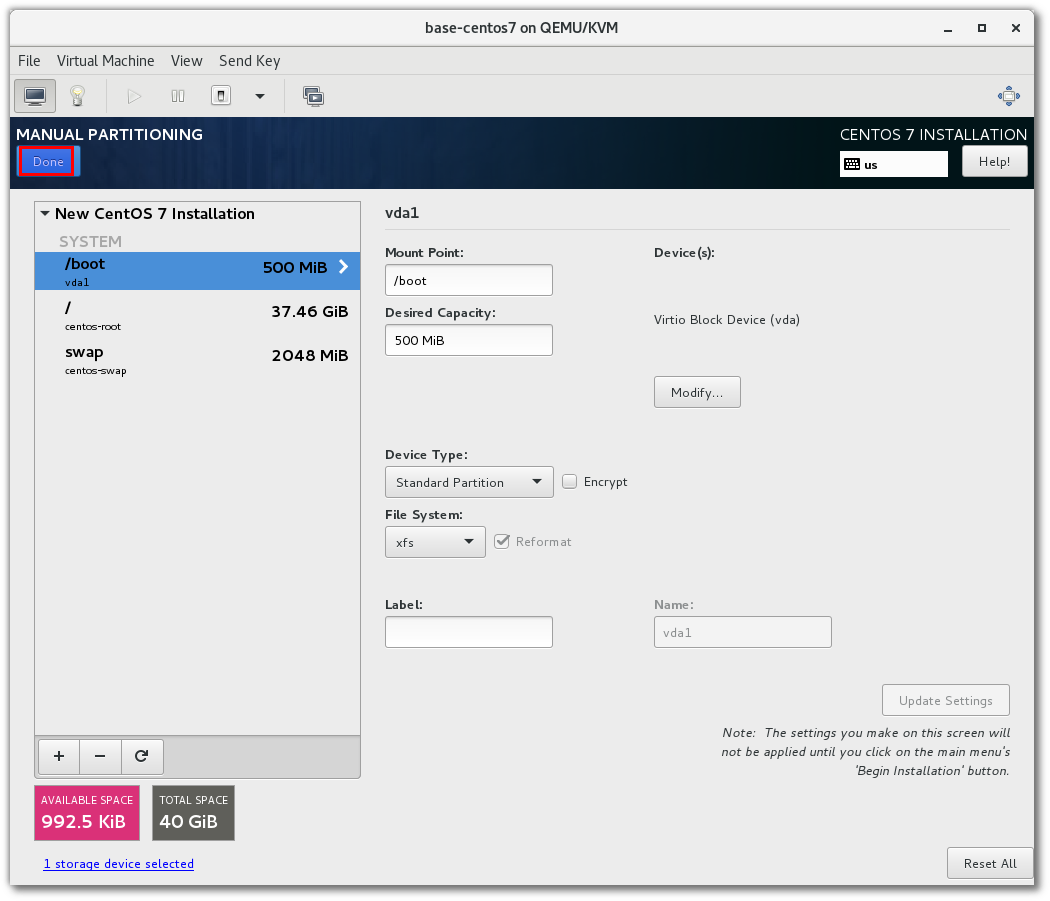 base-centos7 on QEMU/KVM
File Virtual Machine View Send Key
MANUAL PARTITIONING
CENTOS 7 INSTALLATION
Done
us
Help!
New CentOS 7 Installation
SYSTEM
/boot
500 MiB
vda1
/
37.46 GiB
centos-root
swap
2048 MiB
centos-swap
vda1
Mount Point:
Device(s):
/boot
Desired Capacity:
Virtio Block Device (vda)
500 MiB
Modify...
Device Type:
Standard Partition
Encrypt
File System:
xfs
Reformat
Label:
Name:
vda1
Update Settings
Note: The settings you make on this screen will
not be applied until you click on the main menu's
'Begin Installation' button.
AVAILABLE SPACE
992.5 KiB
TOTAL SPACE
40 GiB
1 storage device selected
Reset All